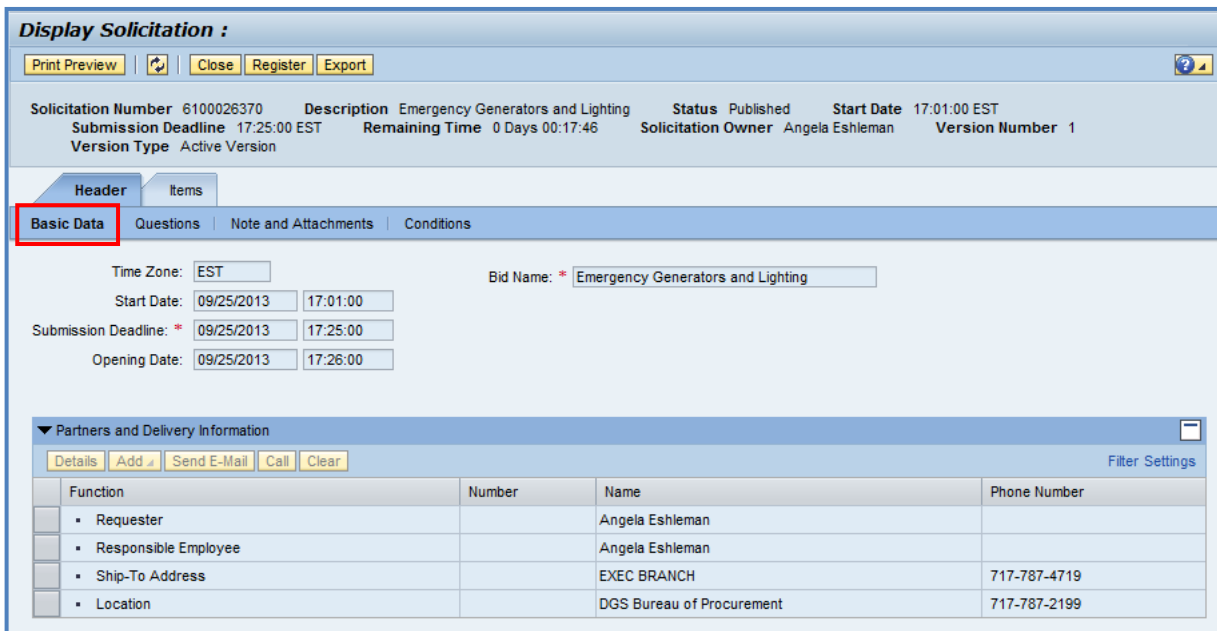 Display Solicitation :
Print Preview Close Register Export
Solicitation Number 6100026370 Description Emergency Generators and Lighting Status Published Start Date 17:01:00 EST
Submission Deadline 17:25:00 EST Remaining Time 0 Days 00:17:46 Solicitation Owner Angela Eshleman Version Number 1
Version Type Active Version
Header Items
Basic Data Questions Note and Attachments Conditions
Time Zone: EST Bid Name: * Emergency Generators and Lighting
Start Date: 09/25/2013 17:01:00
Submission Deadline: * 09/25/2013 17:25:00
Opening Date: 09/25/2013 17:26:00
Partners and Delivery Information
Details Add Send E-Mail Call Clear Filter Settings
Function Number Name Phone Number
▪ Requester Angela Eshleman
▪ Responsible Employee Angela Eshleman
▪ Ship-To Address EXEC BRANCH 717-787-4719
▪ Location DGS Bureau of Procurement 717-787-2199